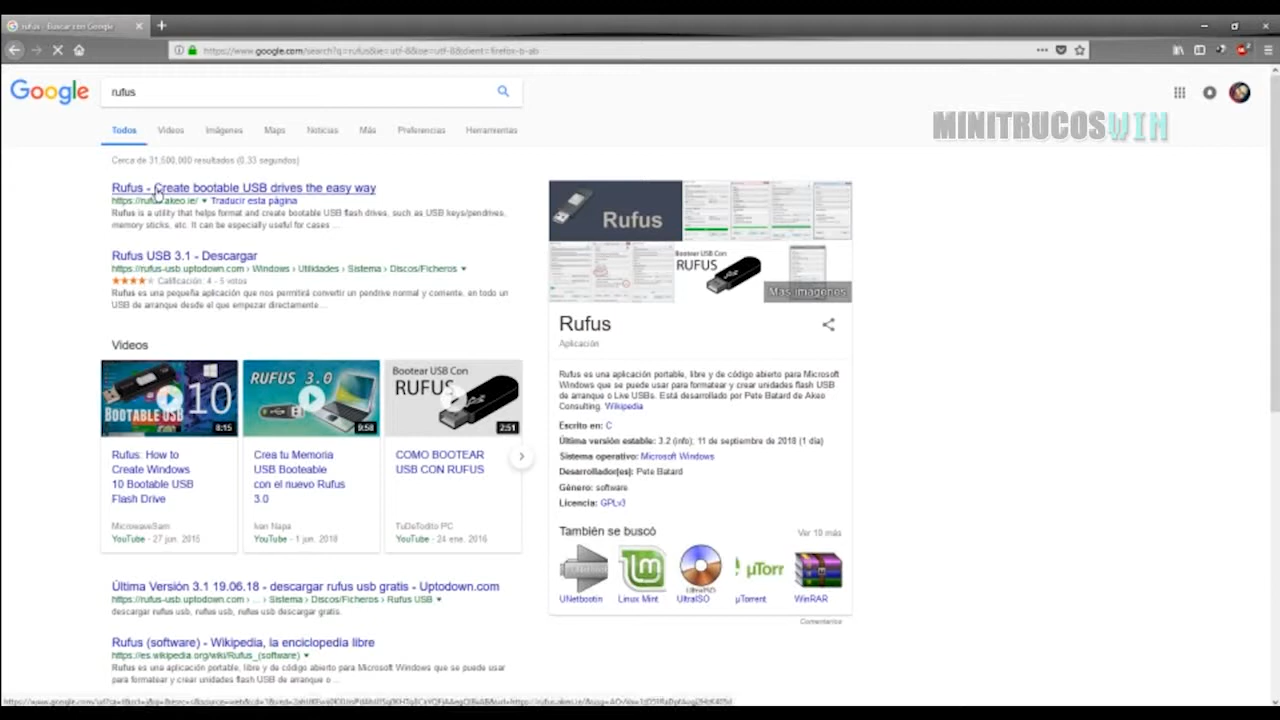 rufus - Buscar con Google
https://www.google.com/search?q=rufus&ie=utf-8&oe=utf-8&client=firefox-b-ab
Google
rufus
MINITRUCOSWIN
Todos Videos Imágenes Maps Noticias Más Preferencias Herramientas
Cerca de 31,500,000 resultados (0.33 segundos)
Rufus - Create bootable USB drives the easy way
https://rufus.akeo.ie/ Traducir esta página
Rufus is a utility that helps format and create bootable USB flash drives, such as USB keys/pendrives,
memory sticks, etc. It can be especially useful for cases ...
Rufus USB 3.1 - Descargar
https://rufus-usb.uptodown.com › Windows › Utilidades › Sistema › Discos/Ficheros
Calificación: 4 - 5 votos
Rufus es una pequeña aplicación que nos permitirá convertir un pendrive normal y corriente, en todo un
USB de arranque desde el que empezar directamente ...
Videos
BOOTABLE USB 10
8:15
RUFUS 3.0
9:58
Bootear USB Con
RUFUS
2:51
Rufus: How to
Create Windows
10 Bootable USB
Flash Drive
MicrowaveSam
YouTube - 27 jun. 2015
Crea tu Memoria
USB Booteable
con el nuevo Rufus
3.0
Ivan Napa
YouTube - 1 jun. 2018
COMO BOOTEAR
USB CON RUFUS
TuDeTodito PC
YouTube - 24 ene. 2016
Última Versión 3.1 19.06.18 - descargar rufus usb gratis - Uptodown.com
https://rufus-usb.uptodown.com › ... › Sistema › Discos/Ficheros › Rufus USB
descargar rufus usb, rufus usb, rufus usb descargar gratis.
Rufus (software) - Wikipedia, la enciclopedia libre
https://es.wikipedia.org/wiki/Rufus_(software)
Rufus es una aplicación portable, libre y de código abierto para Microsoft Windows que se puede usar
para formatear y crear unidades flash USB de arranque o ...
Rufus
Bootear USB Con
RUFUS
Más imágenes
Rufus
Aplicación
Rufus es una aplicación portable, libre y de código abierto para Microsoft
Windows que se puede usar para formatear y crear unidades flash USB
de arranque o Live USBs. Está desarrollado por Pete Batard de Akeo
Consulting. Wikipedia
Escrito en: C
Última versión estable: 3.2 (info); 11 de septiembre de 2018 (1 día)
Sistema operativo: Microsoft Windows
Desarrollador(es): Pete Batard
Género: software
Licencia: GPLv3
También se buscó Ver 10 más
UNetbootin Linux Mint UltraISO µTorrent WinRAR
Comentarios